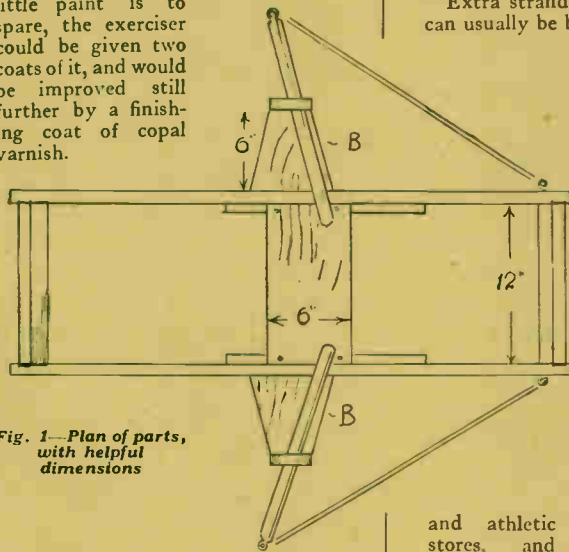 little paint is to
spare, the exerciser
could be given two
coats of it, and would
be improved still
further by a finish-
ing coat of copal
varnish.
Extra strand
can usually be b
6"
B
12"
6"
B
Fig. 1—Plan of parts,
with helpful
dimensions
and athletic
stores, and